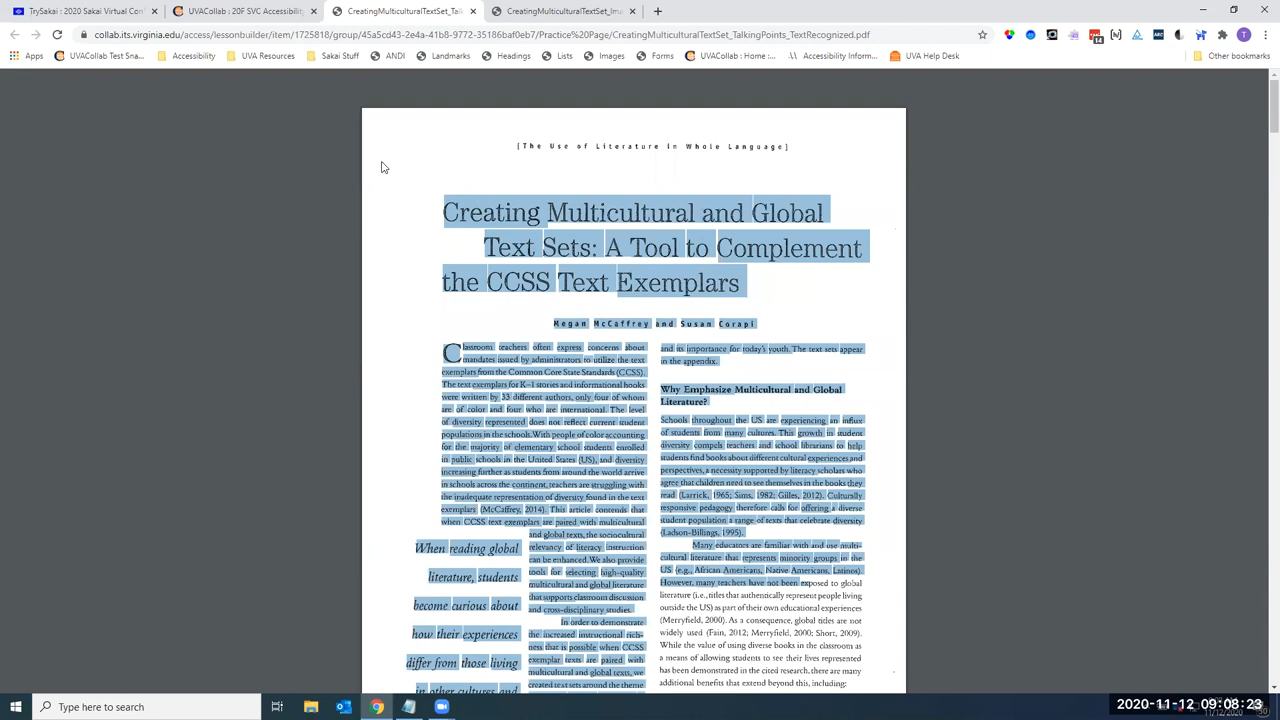 TrySakai : 2020 Sakai Virtual Con
UVACollab : 20F SVC Accessibility
CreatingMulticulturalTextSet_Talk
CreatingMulticulturalTextSet_Ima
collab.its.virginia.edu/access/lessonbuilder/item/1725818/group/45a5cd43-2e4a-41b8-9772-35186baf0eb7/Practice%20Page/CreatingMulticulturalTextSet_TalkingPoints_TextRecognized.pdf
Apps
UVACollab Test Sna...
Accessibility
UVA Resources
Sakai Stuff
ANDI
Landmarks
Headings
Lists
Images
Forms
UVACollab : Home :...
Accessibility Inform...
UVA Help Desk
Other bookmarks
[The Use of Literature in Whole Language]
Creating Multicultural and Global
Text Sets: A Tool to Complement
the CCSS Text Exemplars
Megan McCaffrey and Susan Corapi
Classroom teachers often express concerns about
mandates issued by administrators to utilize the text
exemplars from the Common Core State Standards (CCSS).
The text exemplars for K–1 stories and informational books
were written by 33 different authors, only four of whom
are of color and four who are international. The level
of diversity represented does not reflect current student
populations in the schools. With people of color accounting
for the majority of elementary school students enrolled
in public schools in the United States (US), and diversity
increasing further as students from around the world arrive
in schools across the continent, teachers are struggling with
the inadequate representation of diversity found in the text
exemplars (McCaffrey, 2014). This article contends that
when CCSS text exemplars are paired with multicultural
and global texts, the sociocultural
relevancy of literacy instruction
can be enhanced. We also provide
tools for selecting high-quality
multicultural and global literature
that supports classroom discussion
and cross-disciplinary studies.
In order to demonstrate
the increased instructional rich-
ness that is possible when CCSS
exemplar texts are paired with
multicultural and global texts, we
created text sets around the theme
When reading global
literature, students
become curious about
how their experiences
differ from those living
in other cultures and
and its importance for today's youth. The text sets appear
in the appendix.
Why Emphasize Multicultural and Global
Literature?
Schools throughout the US are experiencing an influx
of students from many cultures. This growth in student
diversity compels teachers and school librarians to help
students find books about different cultural experiences and
perspectives, a necessity supported by literacy scholars who
agree that children need to see themselves in the books they
read (Larrick, 1965; Sims, 1982; Gilles, 2012). Culturally
responsive pedagogy therefore calls for offering a diverse
student population a range of texts that celebrate diversity
(Ladson-Billings, 1995).
Many educators are familiar with and use multi-
cultural literature that represents minority groups in the
US (e.g., African Americans, Native Americans, Latinos).
However, many teachers have not been exposed to global
literature (i.e., titles that authentically represent people living
outside the US) as part of their own educational experiences
(Merryfield, 2000). As a consequence, global titles are not
widely used (Fain, 2012; Merryfield, 2000; Short, 2009).
While the value of using diverse books in the classroom as
a means of allowing students to see their lives represented
has been demonstrated in the cited research, there are many
additional benefits that extend beyond this, including:
Type here to search
2020-11-12 09:08:23